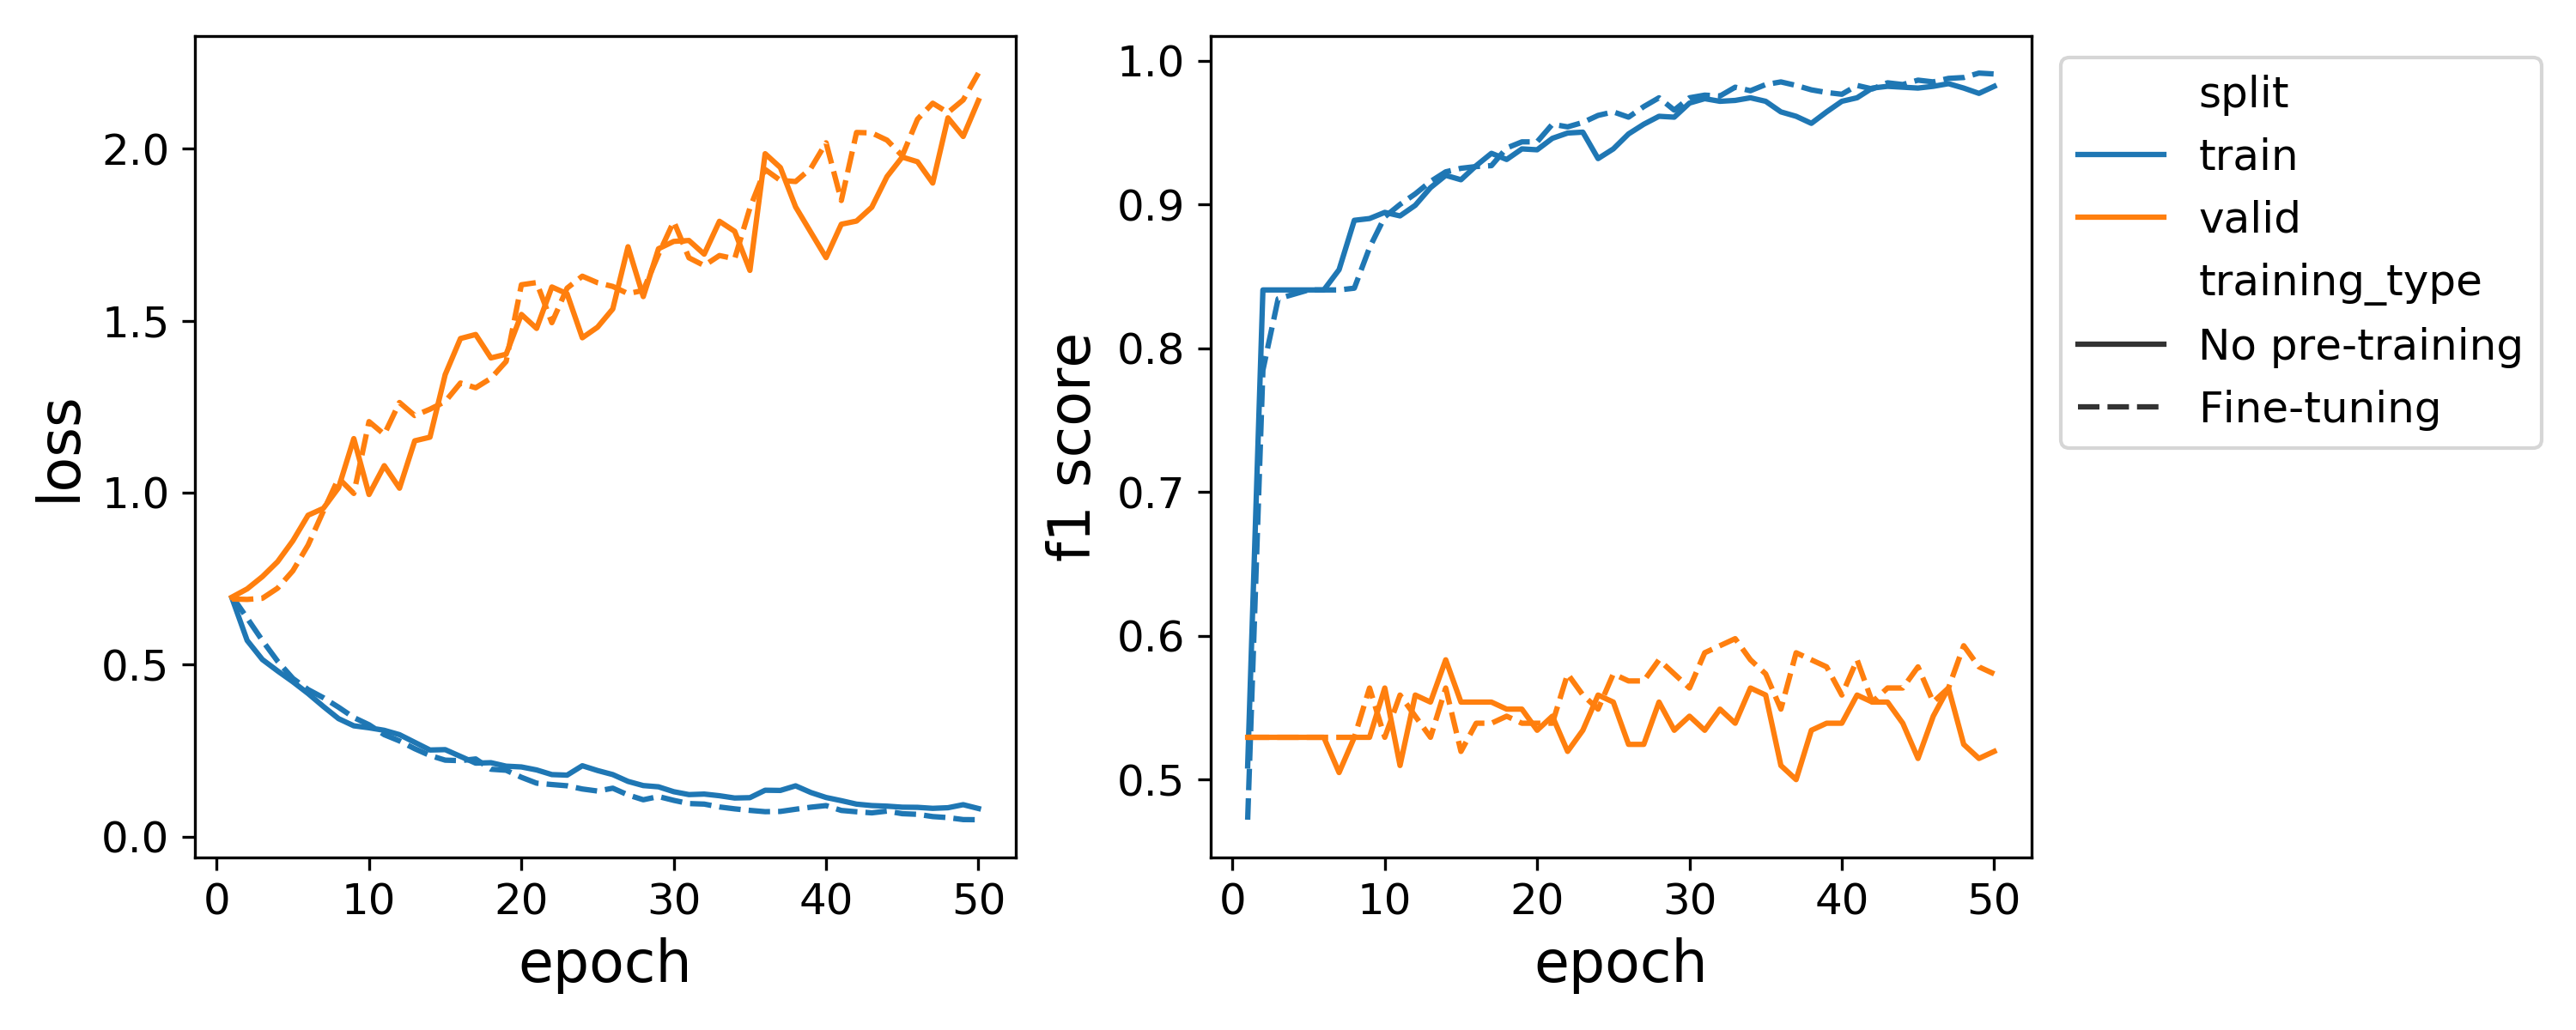 loss
2.0
1.5
1.0
0.5
0.0
0 10 20 30 40 50
epoch
f1 score
1.0
0.9
0.8
0.7
0.6
0.5
0 10 20 30 40 50
epoch
split
train
valid
training_type
No pre-training
Fine-tuning